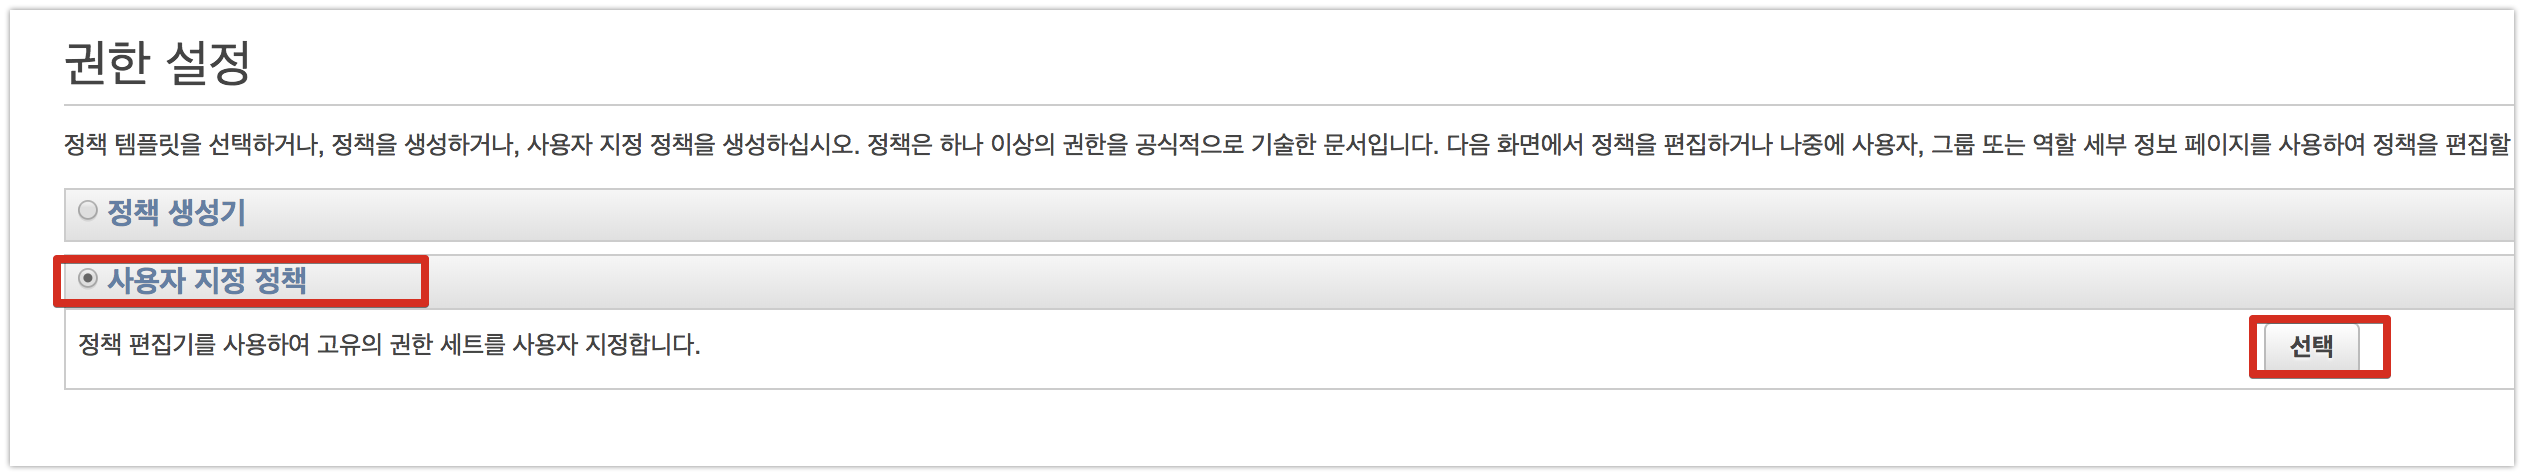 권한 설정
정책 템플릿을 선택하거나, 정책을 생성하거나, 사용자 지정 정책을 생성하십시오. 정책은 하나 이상의 권한을 공식적으로 기술한 문서입니다. 다음 화면에서 정책을 편집하거나 나중에 사용자, 그룹 또는 역할 세부 정보 페이지를 사용하여 정책을 편집할
정책 생성기
사용자 지정 정책
정책 편집기를 사용하여 고유의 권한 세트를 사용자 지정합니다.
선택